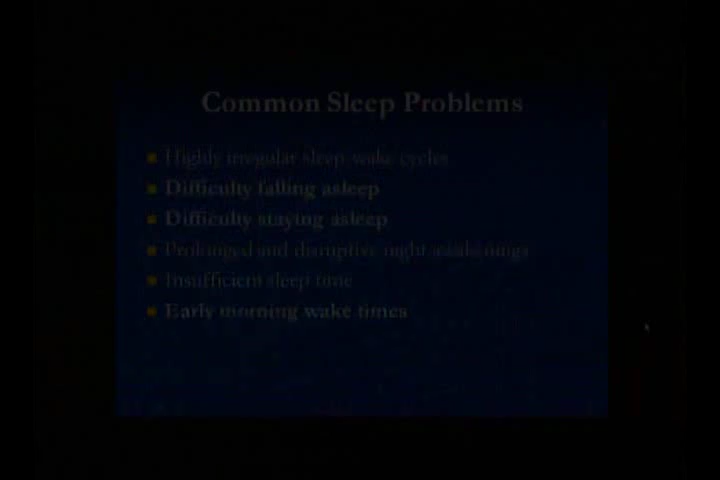 Common Sleep Problems
Highly irregular sleep-wake cycles
Difficulty falling asleep
Difficulty staying asleep
Prolonged and disruptive night awakenings
Insufficient sleep time
Early morning wake times